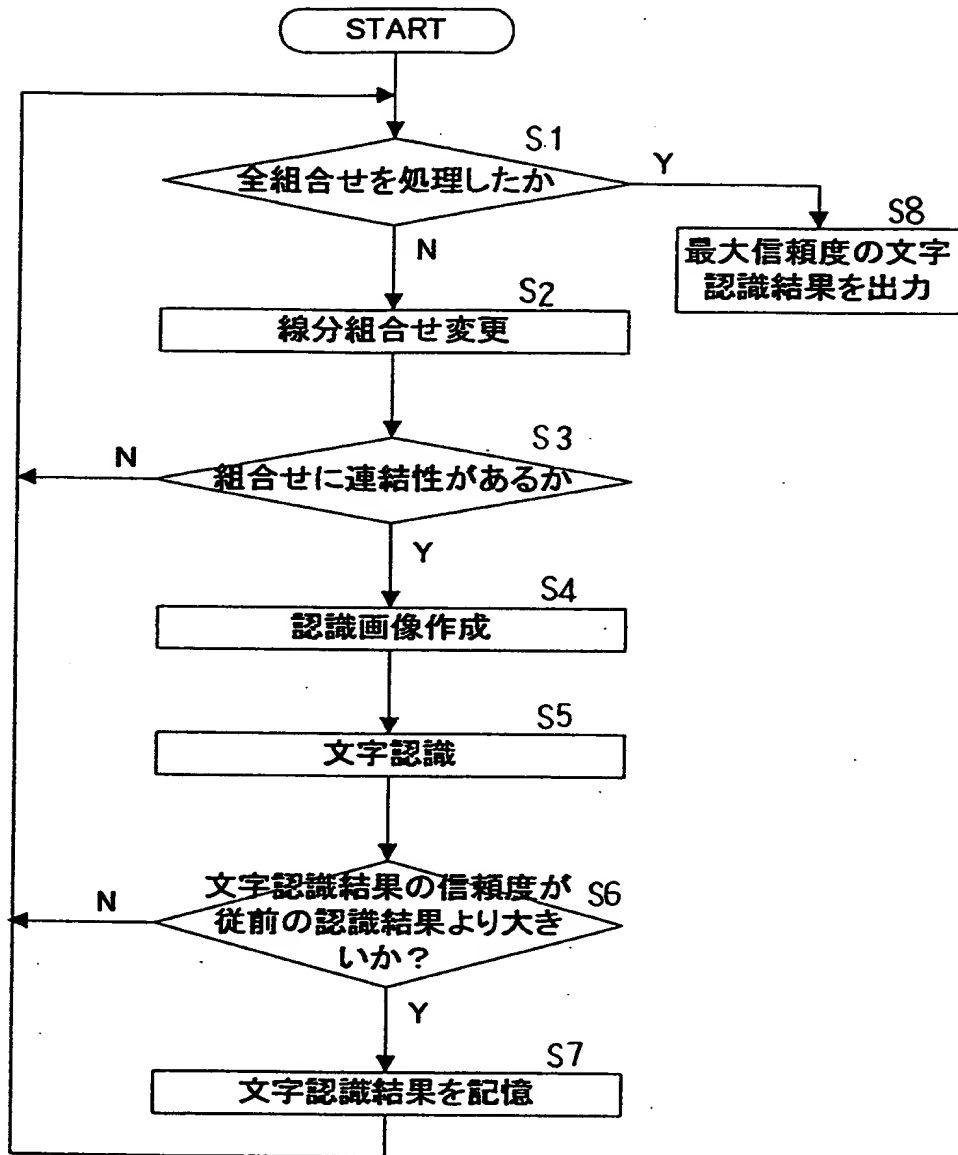 START
S1
全組合せを処理したか
Y
S8
最大信頼度の文字
認識結果を出力
N
S2
線分組合せ変更
S3
N
組合せに連結性があるか
Y
S4
認識画像作成
S5
文字認識
文字認識結果の信頼度が
S6
N
従前の認識結果より大き
いか？
Y
S7
文字認識結果を記憶